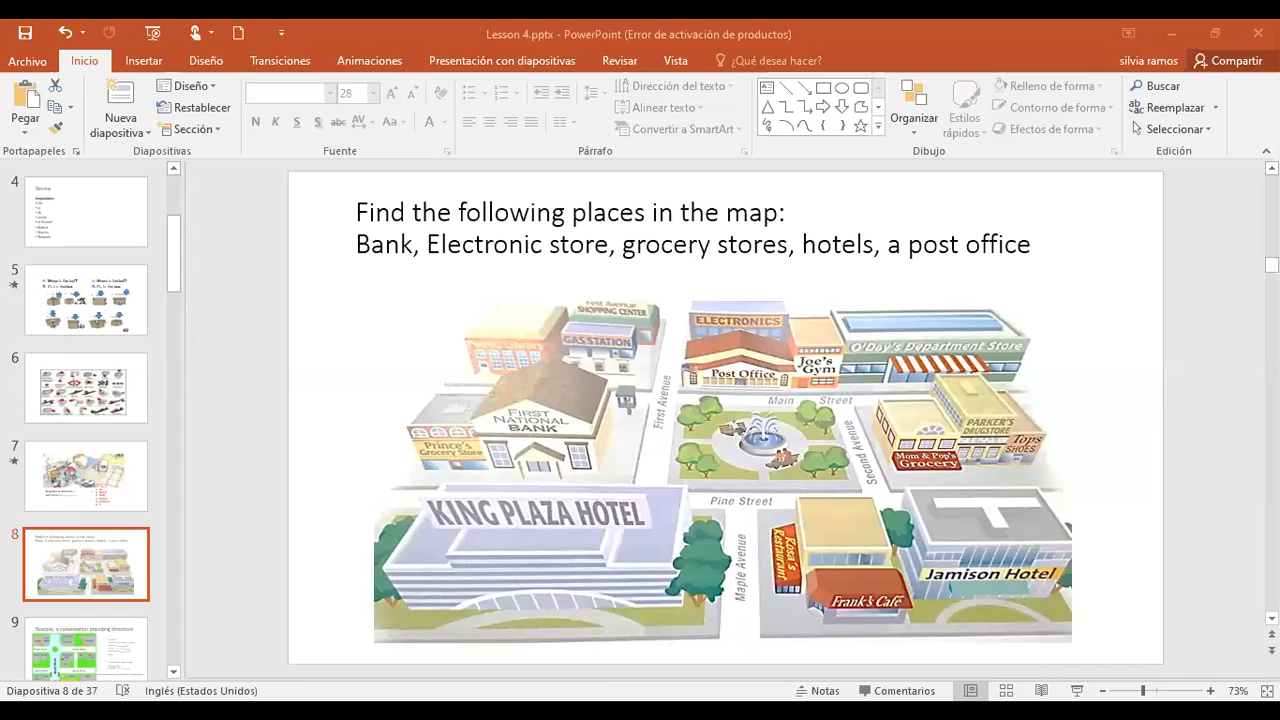 Lesson 4.pptx - PowerPoint (Error de activación de productos)
Archivo Inicio Insertar Diseño Transiciones Animaciones Presentación con diapositivas Revisar Vista ¿Qué desea hacer? silvia ramos Compartir
Pegar
Portapapeles
Nueva diapositiva
Diseño
Restablecer
Sección
Diapositivas
28
N K S S abc AV Aa A
Fuente
Dirección del texto
Alinear texto
Convertir a SmartArt
Párrafo
Organizar
Estilos rápidos
Relleno de forma
Contorno de forma
Efectos de forma
Dibujo
Buscar
Reemplazar
Seleccionar
Edición
4
5
6
7
8
9
Find the following places in the map:
Bank, Electronic store, grocery stores, hotels, a post office
First Avenue
SHOPPING CENTER
GAS STATION
ELECTRONICS
Post Office
Joe's
Gym
O'Day's Department Store
First Avenue
Main Street
FIRST
NATIONAL
BANK
Prince's
Grocery Store
Second Avenue
PARKER'S
DRUGSTORE
Tops
SHOES
Mom & Pop's
Grocery
KING PLAZA HOTEL
Pine Street
Maple Avenue
Restaurant
Frank's Café
Jamison Hotel
Diapositiva 8 de 37 Inglés (Estados Unidos) Notas Comentarios 73%